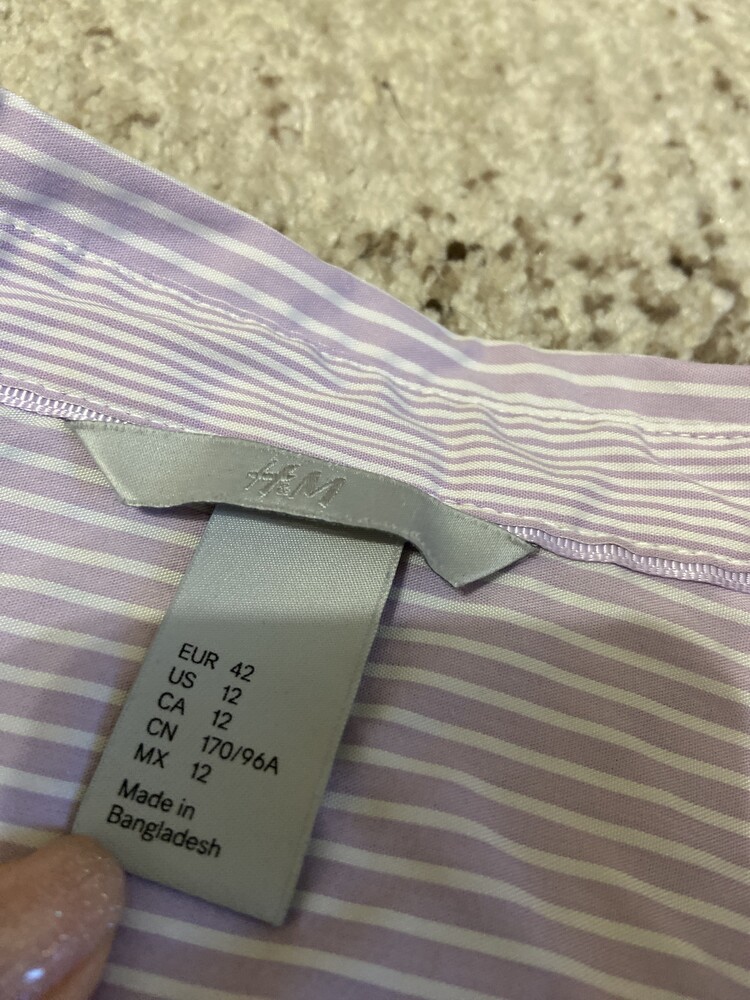 H&M
EUR 42
US 12
CA 12
CN 170/96A
MX 12
Made in
Bangladesh